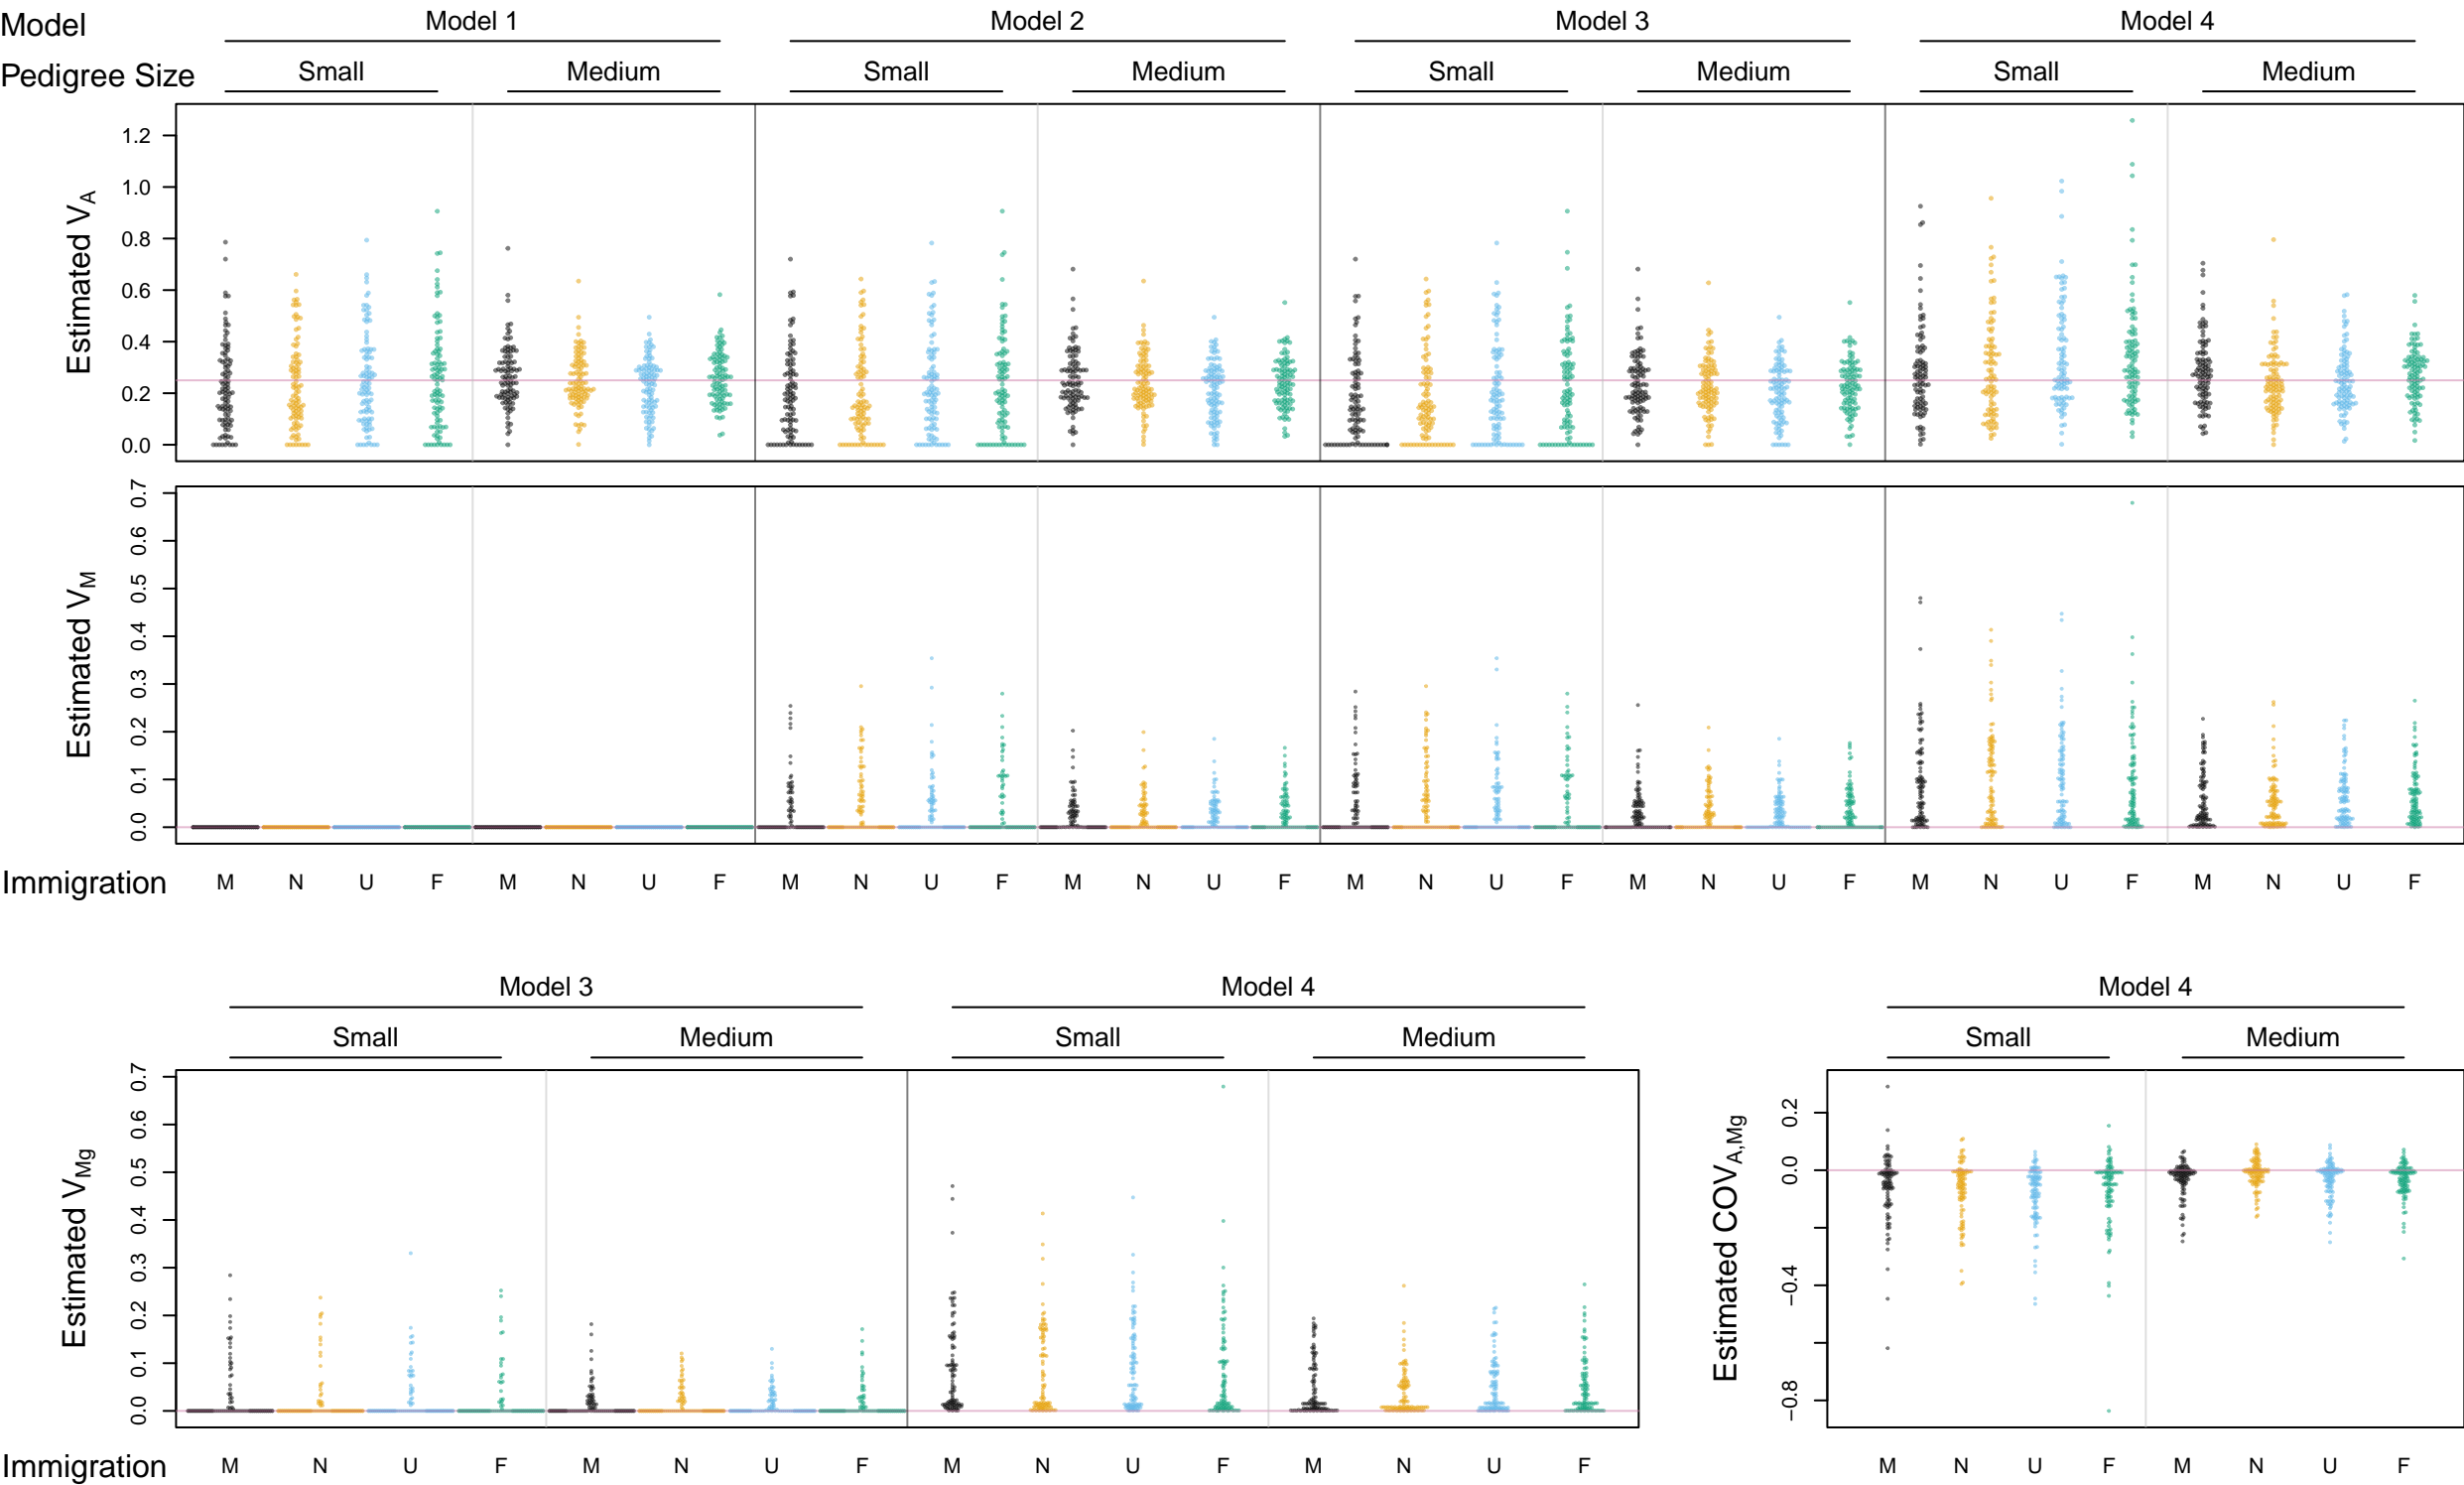 Model Model 1 Model 2 Model 3 Model 4
Pedigree Size Small Medium Small Medium Small Medium Small Medium
Estimated V_A
1.2
1.0
0.8
0.6
0.4
0.2
0.0
Estimated V_M
0.7
0.6
0.5
0.4
0.3
0.2
0.1
0.0
Immigration M N U F M N U F M N U F M N U F M N U F M N U F M N U F M N U F
Model 3 Model 4
Small Medium Small Medium
Estimated V_Mg
0.7
0.6
0.5
0.4
0.3
0.2
0.1
0.0
Immigration M N U F M N U F M N U F M N U F
Model 4
Small Medium
Estimated COV_A,Mg
0.2
0.0
−0.4
−0.8
M N U F M N U F